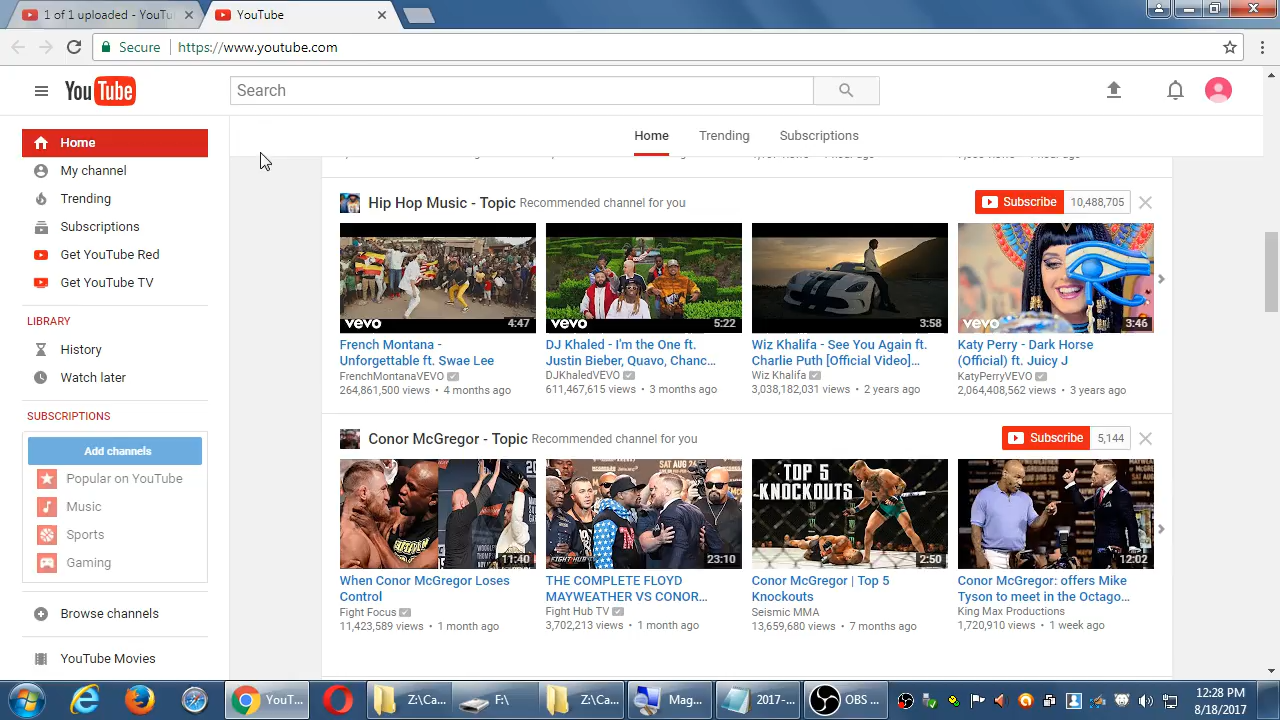 1 of 1 uploaded - YouTu
YouTube
Secure
https://www.youtube.com
YouTube
Search
Home
Trending
Subscriptions
Home
My channel
Trending
Subscriptions
Get YouTube Red
Get YouTube TV
LIBRARY
History
Watch later
SUBSCRIPTIONS
Add channels
Popular on YouTube
Music
Sports
Gaming
Browse channels
YouTube Movies
Hip Hop Music - Topic Recommended channel for you
Subscribe 10,488,705
vevo 4:47
French Montana -
Unforgettable ft. Swae Lee
FrenchMontanaVEVO
264,861,500 views • 4 months ago
vevo 5:22
DJ Khaled - I'm the One ft.
Justin Bieber, Quavo, Chanc...
DJKhaledVEVO
611,467,615 views • 3 months ago
3:58
Wiz Khalifa - See You Again ft.
Charlie Puth [Official Video]...
Wiz Khalifa
3,038,182,031 views • 2 years ago
vevo 3:46
Katy Perry - Dark Horse
(Official) ft. Juicy J
KatyPerryVEVO
2,064,408,562 views • 3 years ago
Conor McGregor - Topic Recommended channel for you
Subscribe 5,144
11:40
When Conor McGregor Loses
Control
Fight Focus
11,423,589 views • 1 month ago
SAT AUG
23:10
THE COMPLETE FLOYD
MAYWEATHER VS CONOR...
Fight Hub TV
3,702,213 views • 1 month ago
TOP 5
KNOCKOUTS
2:50
Conor McGregor | Top 5
Knockouts
Seismic MMA
13,659,680 views • 7 months ago
12:02
Conor McGregor: offers Mike
Tyson to meet in the Octago...
King Max Productions
1,720,910 views • 1 week ago
YouT...
Z:\Ca...
F:\
Z:\Ca...
Mag...
2017-...
OBS ...
12:28 PM
8/18/2017